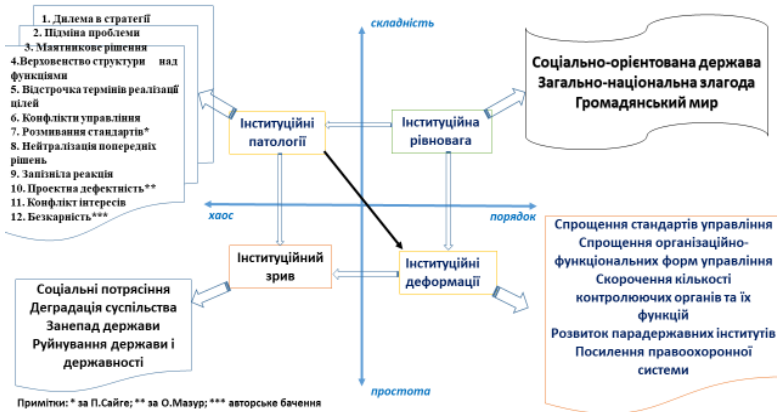 1. Дилема в стратегії
2. Підміна проблеми
3. Маятникове рішення
4.Верховенство структури над
функціями
5. Відстрочка термінів реалізації
цілей
6. Конфлікти управління
7. Розмивання стандартів*
8. Нейтралізація попередніх
рішень
9. Запізніла реакція
10. Проектна дефектність**
11. Конфлікт інтересів
12. Безкарність***
складність
Соціально-орієнтована держава
Загально-національна злагода
Громадянський мир
Інституційні
патології
Інституційна
рівновага
хаос
порядок
Інституційний
зрив
Інституційні
деформації
Спрощення стандартів управління
Спрощення організаційно-
функціональних форм управління
Скорочення кількості
контролюючих органів та їх
функцій
Розвиток парадержавних інститутів
Посилення правоохоронної
системи
Соціальні потрясіння
Деградація суспільства
Занепад держави
Руйнування держави і
державності
простота
Примітки: * за П.Сайге; ** за О.Мазур; *** авторське бачення